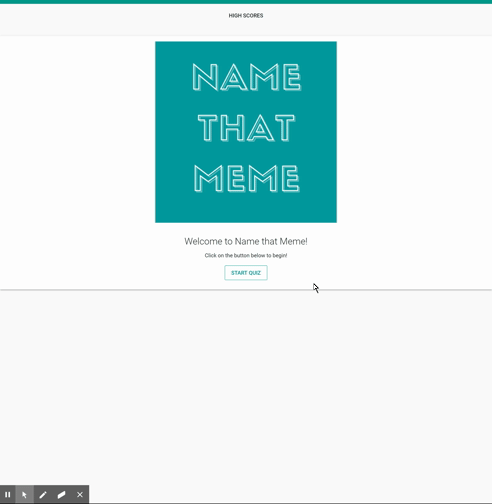 HIGH SCORES
NAME
THAT
MEME
Welcome to Name that Meme!
Click on the button below to begin!
START QUIZ